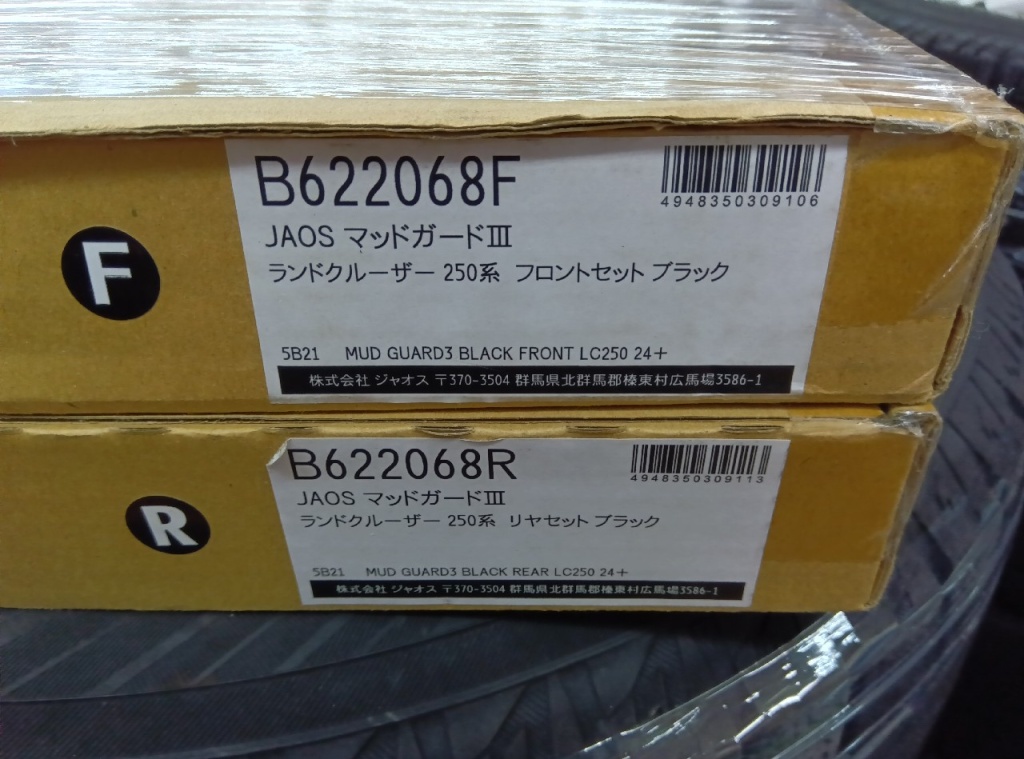 B622068F
4948350309106
JAOS マッドガードⅢ
ランドクルーザー 250系 フロントセット ブラック
F
5B21 MUD GUARD3 BLACK FRONT LC250 24+
株式会社 ジャオス 〒370-3504 群馬県北群馬郡榛東村広馬場3586-1
B622068R
4948350309113
JAOS マッドガードⅢ
ランドクルーザー 250系 リヤセット ブラック
R
5B21 MUD GUARD3 BLACK REAR LC250 24+
株式会社 ジャオス 〒370-3504 群馬県北群馬郡榛東村広馬場3586-1